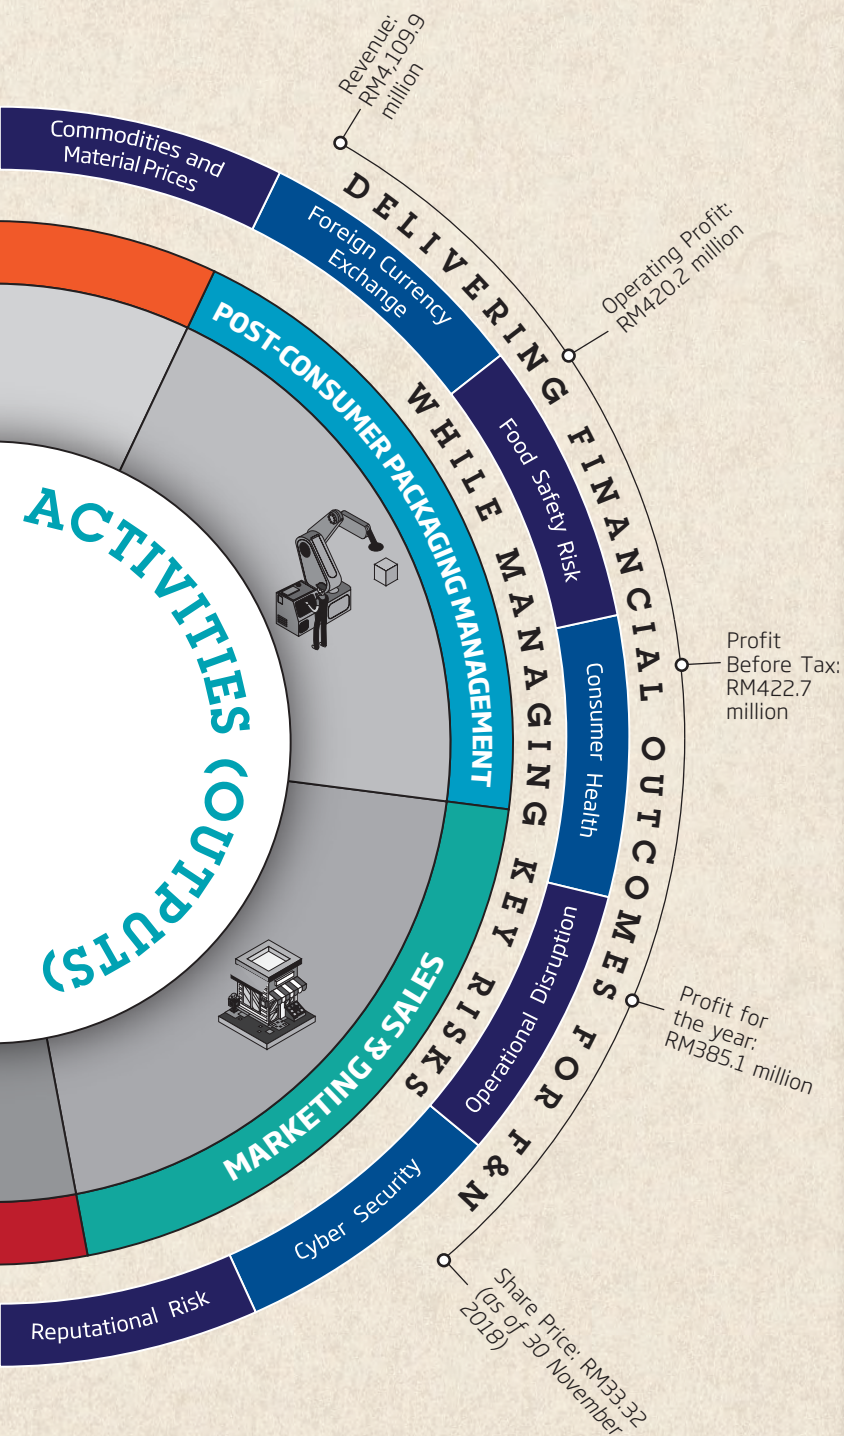 Revenue:
RM4,109.9
million
Commodities and
Material Prices
DELIVERING FINANCIAL OUTCOMES FOR F&N
Foreign Currency
Exchange
Operating Profit:
RM420.2 million
POST-CONSUMER PACKAGING MANAGEMENT
WHILE MANAGING KEY RISKS
Food Safety Risk
ACTIVITIES (OUTPUTS)
Profit
Before Tax:
RM422.7
million
Consumer Health
Operational Disruption
MARKETING & SALES
Profit for
the year:
RM385.1 million
Cyber Security
Reputational Risk
Share Price: RM33.32
(as of 30 November
2018)